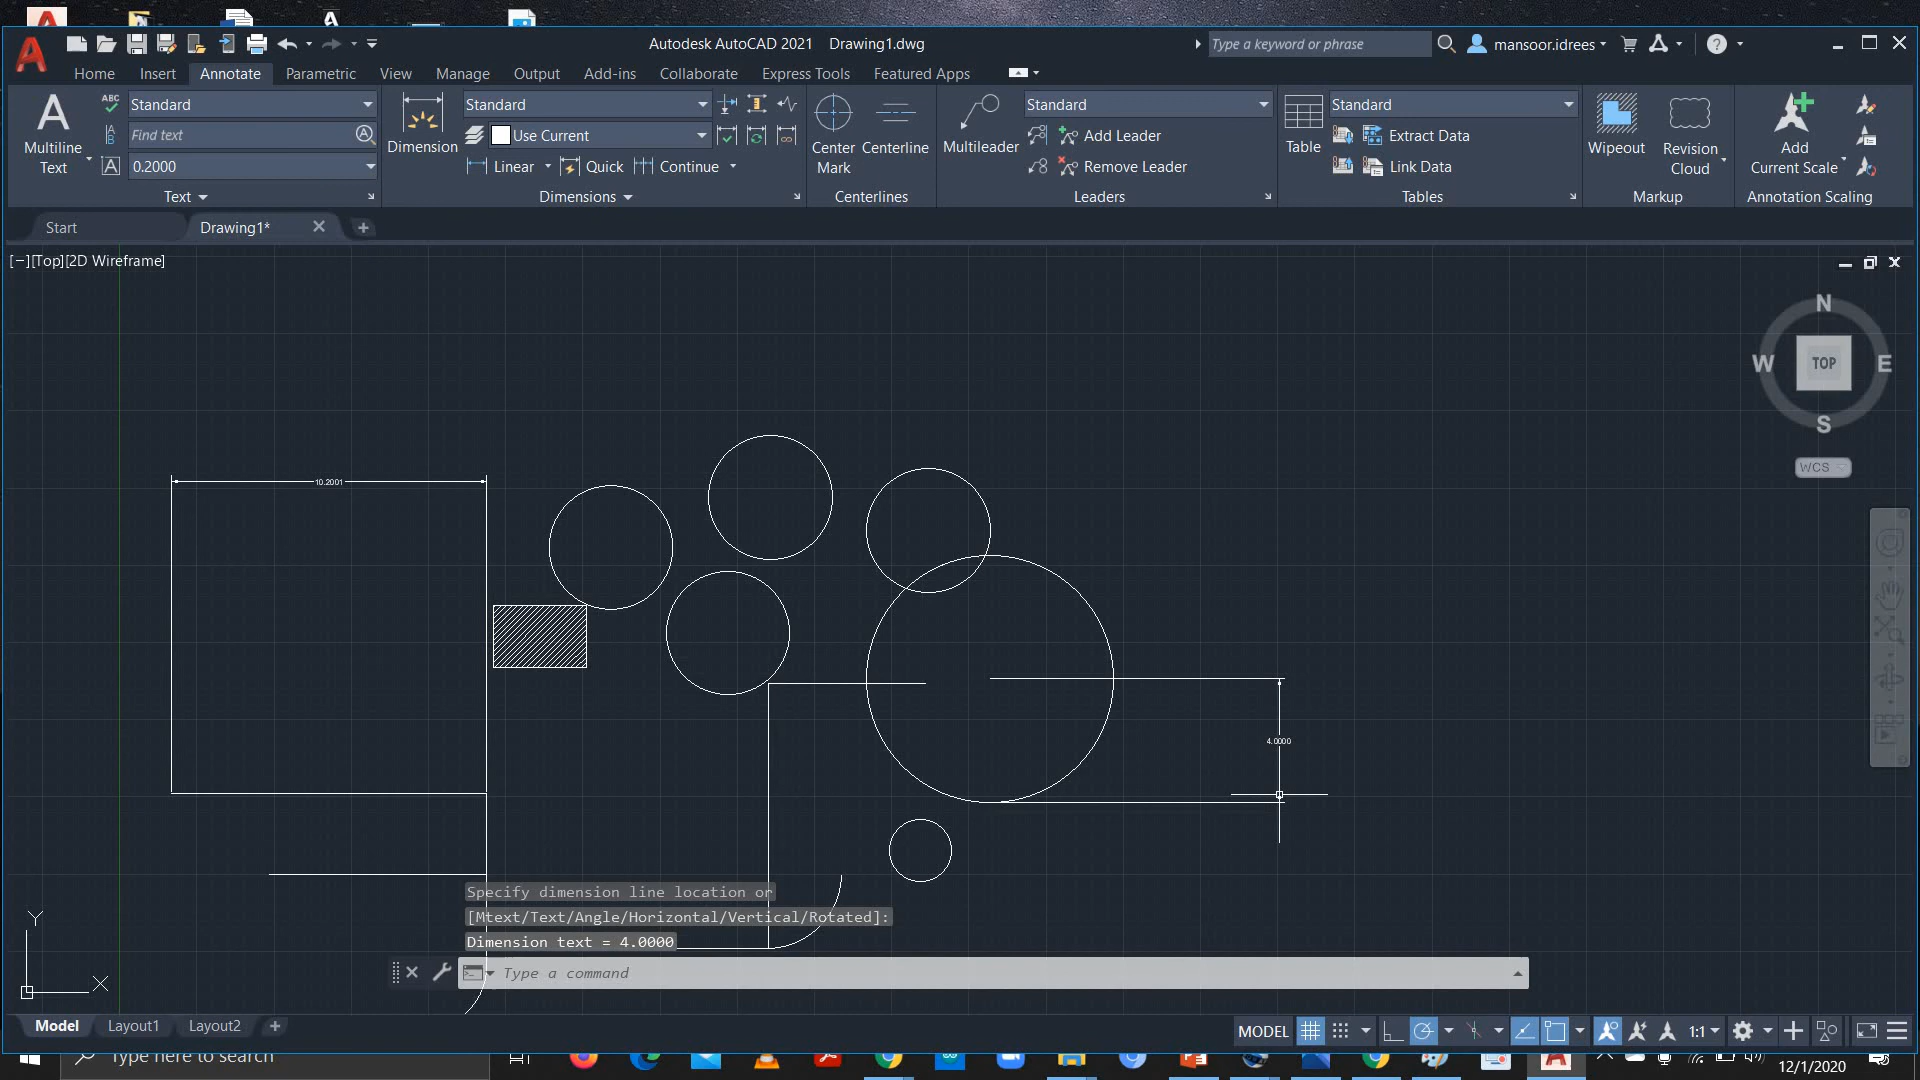 Autodesk AutoCAD 2021 Drawing1.dwg
Type a keyword or phrase
mansoor.idrees
Home Insert Annotate Parametric View Manage Output Add-ins Collaborate Express Tools Featured Apps
A
Multiline Text
ABC
Standard
Find text
0.2000
Text
Dimension
Standard
Use Current
Linear Quick Continue
Dimensions
Center Mark
Centerline
Centerlines
Multileader
Standard
Add Leader
Remove Leader
Leaders
Table
Standard
Extract Data
Link Data
Tables
Wipeout
Revision Cloud
Markup
Add Current Scale
Annotation Scaling
Start Drawing1*
[−][Top][2D Wireframe]
N
W TOP E
S
WCS
10.2001
4.0000
Specify dimension line location or
[Mtext/Text/Angle/Horizontal/Vertical/Rotated]:
Dimension text = 4.0000
Type a command
Y
X
Model Layout1 Layout2
MODEL 1:1
Type here to search
12/1/2020